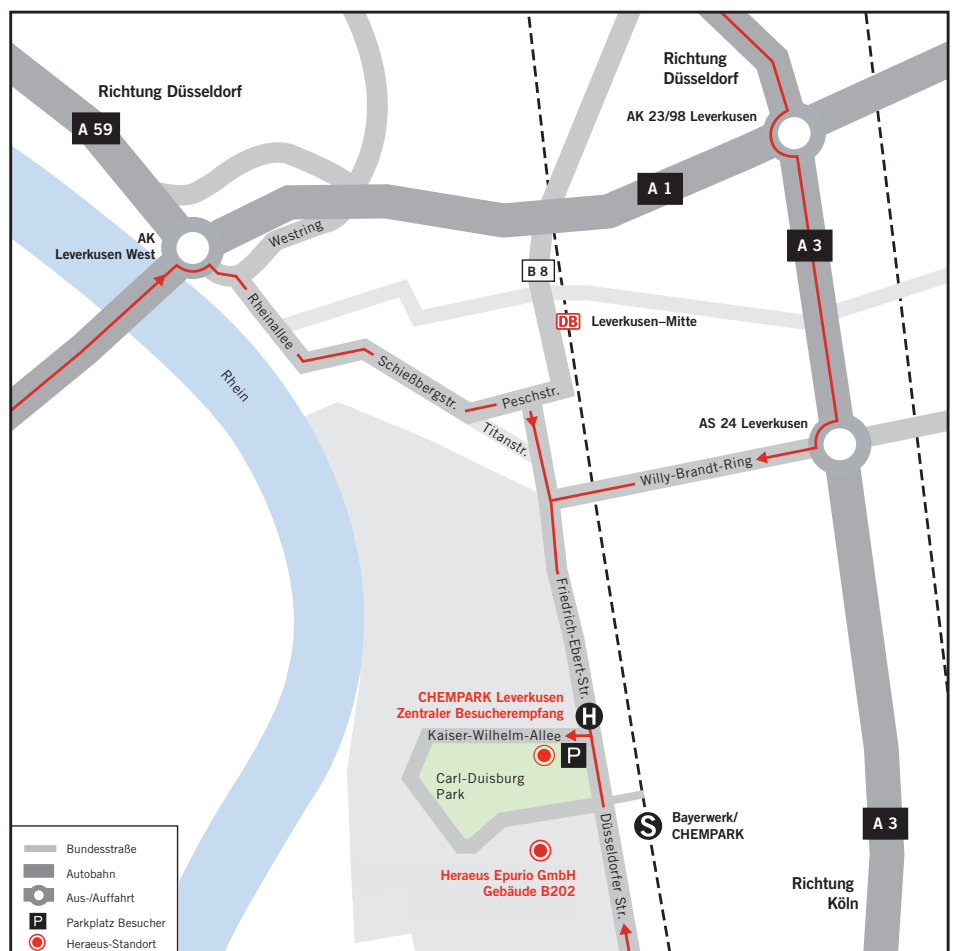 Richtung
Düsseldorf
Richtung Düsseldorf
AK 23/98 Leverkusen
A 59
A 1
Westring
AK
Leverkusen West
A 3
B 8
Rheinallee
DB Leverkusen–Mitte
Schießbergstr.
Rhein
Peschstr.
AS 24 Leverkusen
Titanstr.
Willy-Brandt-Ring
Friedrich-Ebert-Str.
CHEMPARK Leverkusen
Zentraler Besucherempfang
H
Kaiser-Wilhelm-Allee
P
Carl-Duisburg
Park
Düsseldorfer Str.
S
Bayerwerk/
CHEMPARK
A 3
Heraeus Epurio GmbH
Gebäude B202
Richtung
Köln
Bundesstraße
Autobahn
Aus-/Auffahrt
P Parkplatz Besucher
Heraeus-Standort